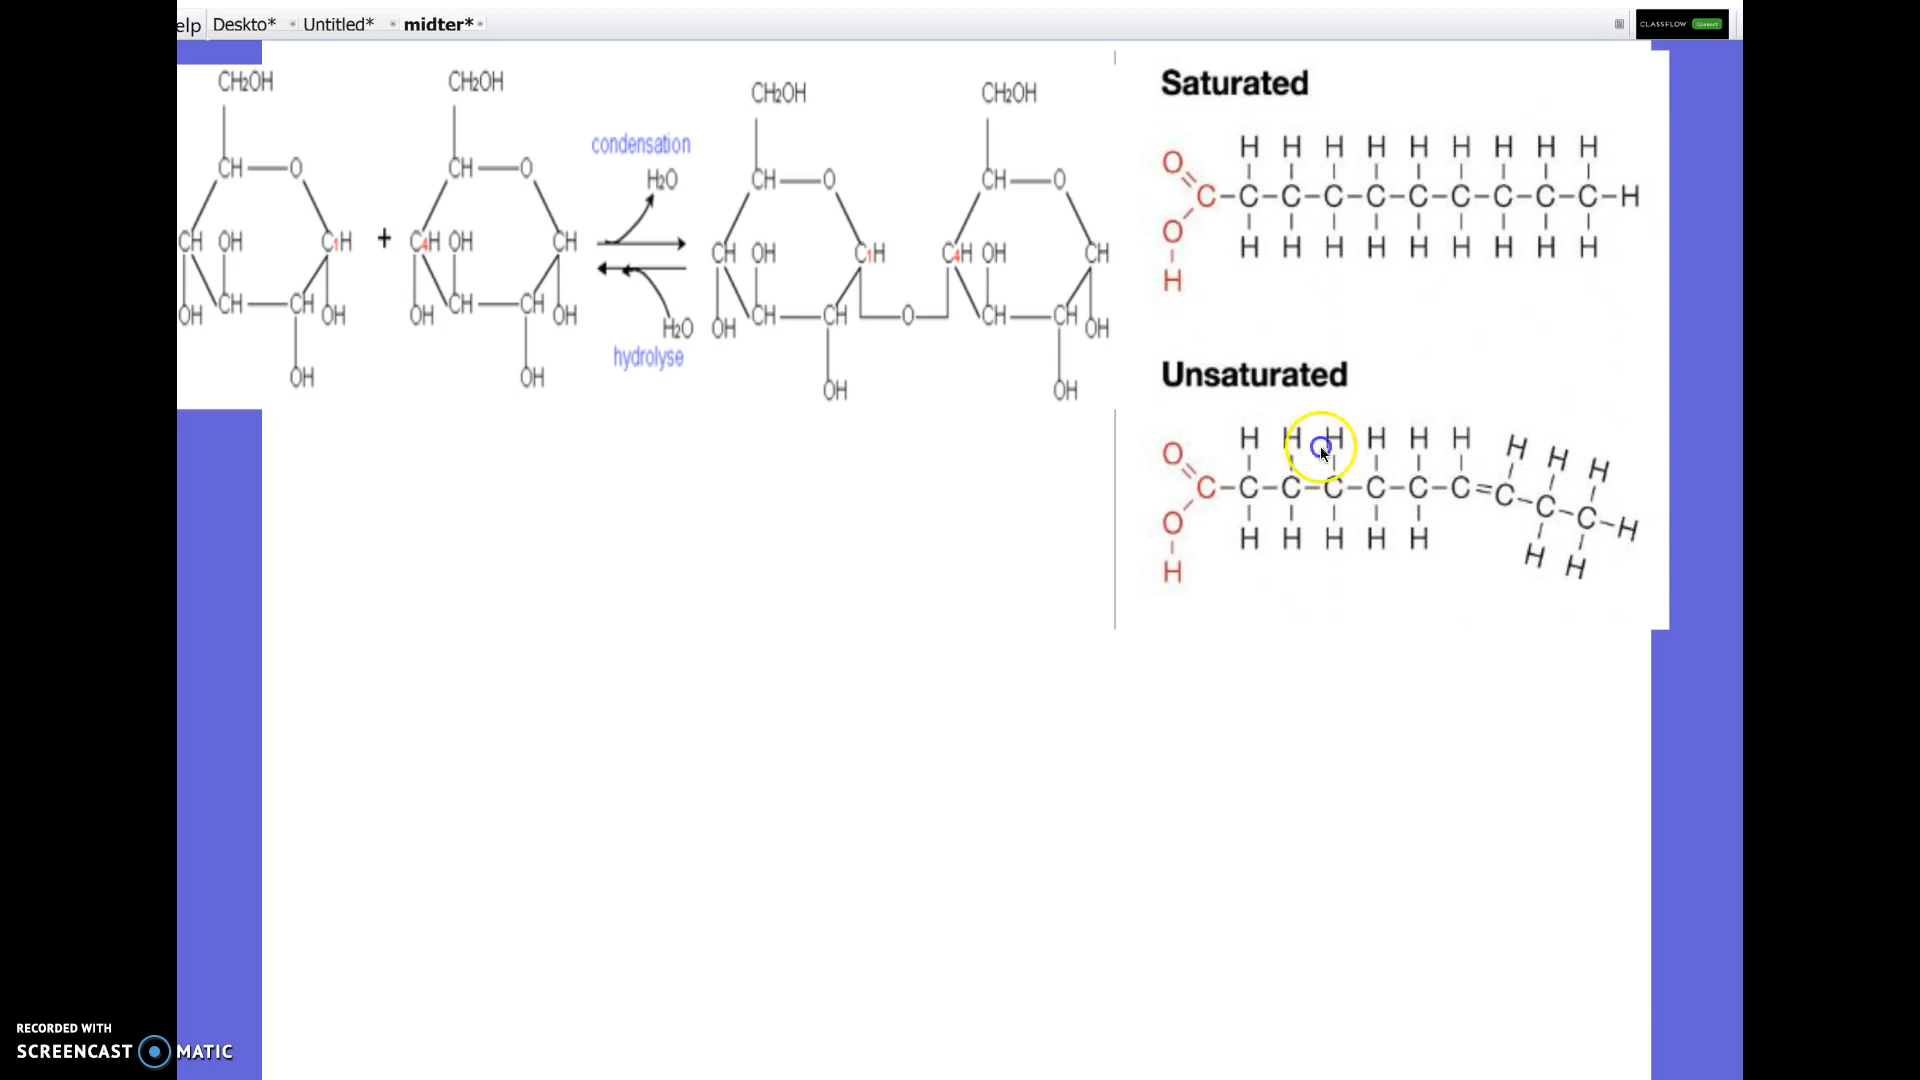 elp Deskto* Untitled* midter*
CLASSFLOW Connect
CH2OH CH2OH CH2OH CH2OH
condensation
H2O
CH O CH O CH O CH O
CH OH C1H + C4H OH CH CH OH C1H C4H OH CH
OH CH CH OH OH CH CH OH H2O OH CH CH O CH CH OH
hydrolyse
OH OH OH OH
Saturated
H H H H H H H H H
O
C C C C C C C C C C H
O
H H H H H H H H H
H
Unsaturated
H H H H H H H H H
O
C C C C C C C C C C H
O
H H H H H H H
H
RECORDED WITH
SCREENCAST MATIC